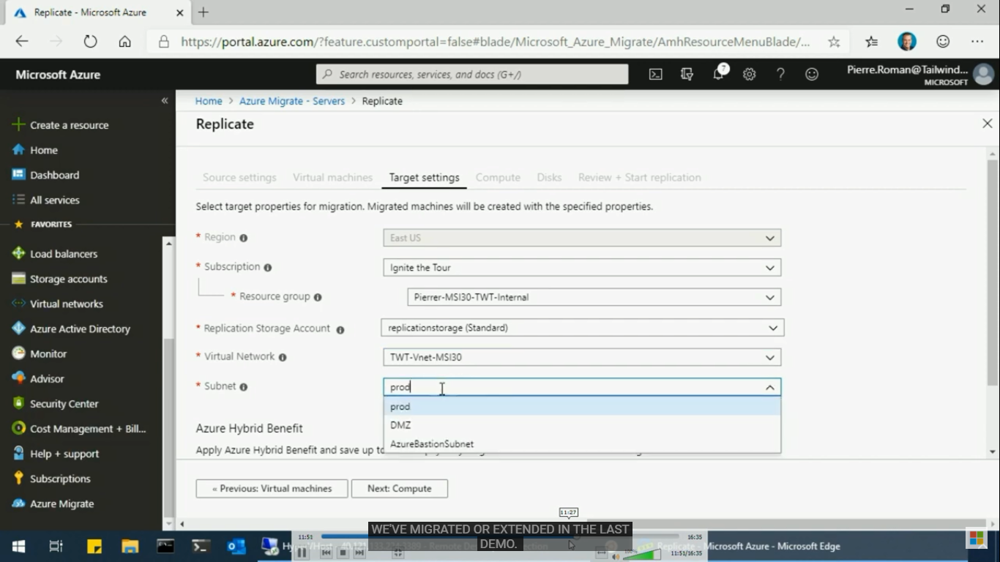 Replicate - Microsoft Azure
https://portal.azure.com/?feature.customportal=false#blade/Microsoft_Azure_Migrate/AmhResourceMenuBlade/...
Microsoft Azure
Search resources, services, and docs (G+/)
7
Pierre.Roman@Tailwind...
MICROSOFT
Home > Azure Migrate - Servers > Replicate
Replicate
Create a resource
Home
Dashboard
All services
FAVORITES
Load balancers
Storage accounts
Virtual networks
Azure Active Directory
Monitor
Advisor
Security Center
Cost Management + Bill...
Help + support
Subscriptions
Azure Migrate
Source settings Virtual machines Target settings Compute Disks Review + Start replication
Select target properties for migration. Migrated machines will be created with the specified properties.
* Region East US
* Subscription Ignite the Tour
* Resource group Pierrer-MSI30-TWT-Internal
* Replication Storage Account replicationstorage (Standard)
* Virtual Network TWT-Vnet-MSI30
* Subnet prod
prod
DMZ
AzureBastionSubnet
Azure Hybrid Benefit
Apply Azure Hybrid Benefit and save up to
« Previous: Virtual machines Next: Compute
11:27
WE'VE MIGRATED OR EXTENDED IN THE LAST
DEMO.
11:51 16:35
Remote De
Replicate - Microsoft Azure - Microsoft Edge
11:51/16:35